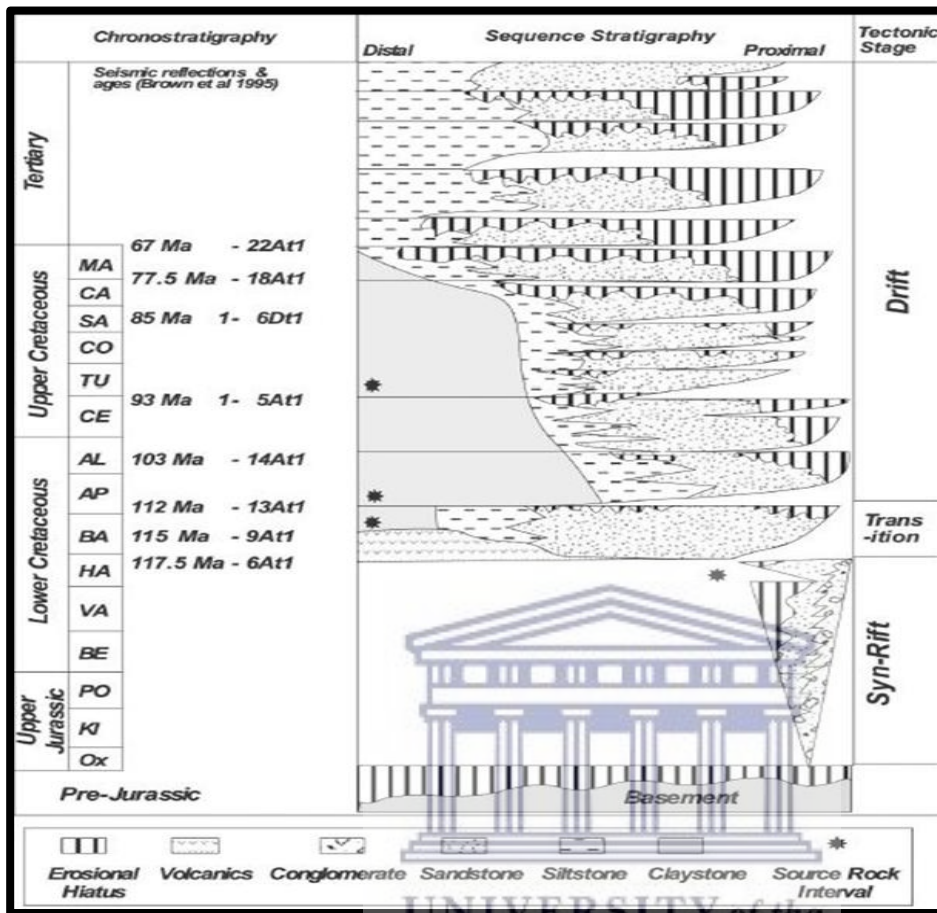 Chronostratigraphy
Sequence Stratigraphy
Distal
Proximal
Tectonic
Stage
Seismic reflections &
ages (Brown et al 1995)
Tertiary
Upper Cretaceous
Lower Cretaceous
Upper
Jurassic
MA
CA
SA
CO
TU
CE
AL
AP
BA
HA
VA
BE
PO
KI
Ox
67 Ma - 22At1
77.5 Ma - 18At1
85 Ma 1- 6Dt1
93 Ma 1- 5At1
103 Ma - 14At1
112 Ma - 13At1
115 Ma - 9At1
117.5 Ma - 6At1
Drift
Trans
-ition
Syn-Rift
Pre-Jurassic
Basement
Erosional
Hiatus
Volcanics
Conglomerate
Sandstone
Siltstone
Claystone
Source Rock
Interval
UNIVERSITY of the